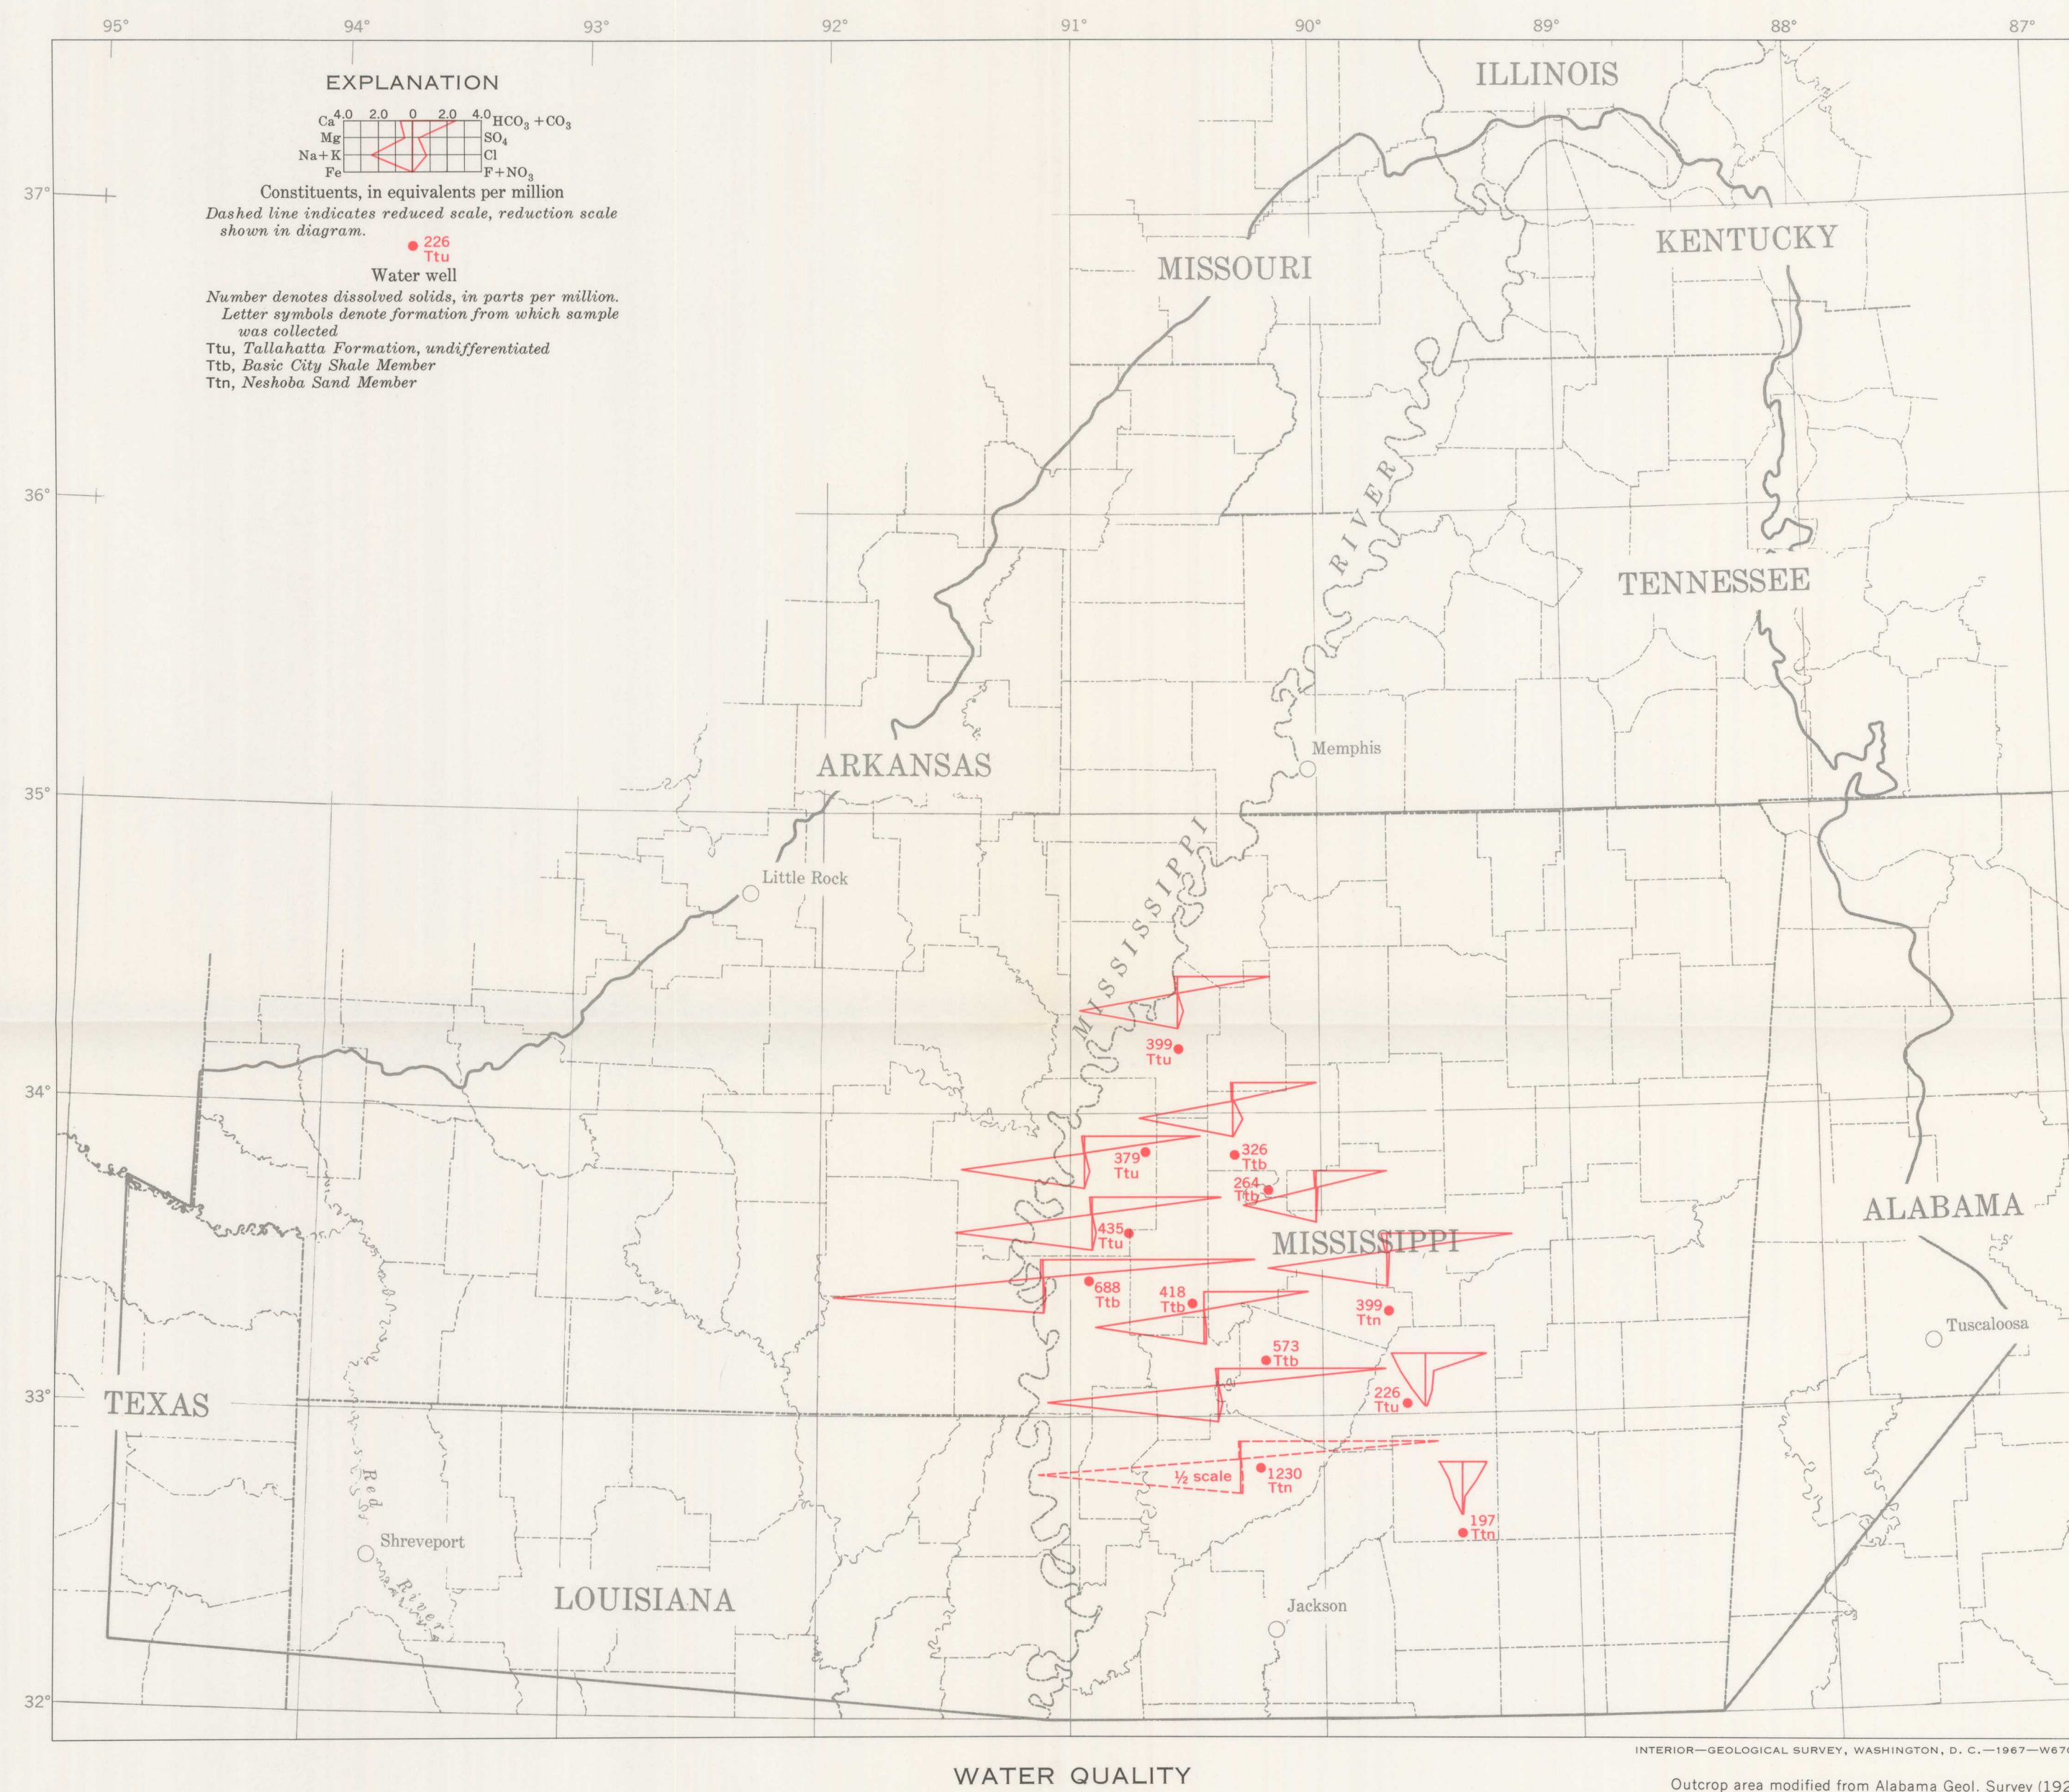 95° 94° 93° 92° 91° 90° 89° 88° 87°
EXPLANATION
4.0 2.0 0 2.0 4.0
Ca HCO3 + CO3
Mg SO4
Na+K Cl
Fe F+NO3
Constituents, in equivalents per million
Dashed line indicates reduced scale, reduction scale
shown in diagram.
226
Ttu
Water well
Number denotes dissolved solids, in parts per million.
Letter symbols denote formation from which sample
was collected
Ttu, Tallahatta Formation, undifferentiated
Ttb, Basic City Shale Member
Ttn, Neshoba Sand Member
ILLINOIS
37°
KENTUCKY
MISSOURI
36°
RIVER
TENNESSEE
Memphis
ARKANSAS
35°
MISSISSIPPI
Little Rock
399
Ttu
34°
379
Ttu
326
Ttb
264
Ttb
ALABAMA
435
Ttu
MISSISSIPPI
688
Ttb
418
Ttb
399
Ttn
Tuscaloosa
573
Ttb
33°
TEXAS
226
Ttu
½ scale
1230
Ttn
Red
197
Ttn
Shreveport
River
LOUISIANA
Jackson
32°
INTERIOR—GEOLOGICAL SURVEY, WASHINGTON, D. C.—1967—W67
WATER QUALITY
Outcrop area modified from Alabama Geol. Survey (192